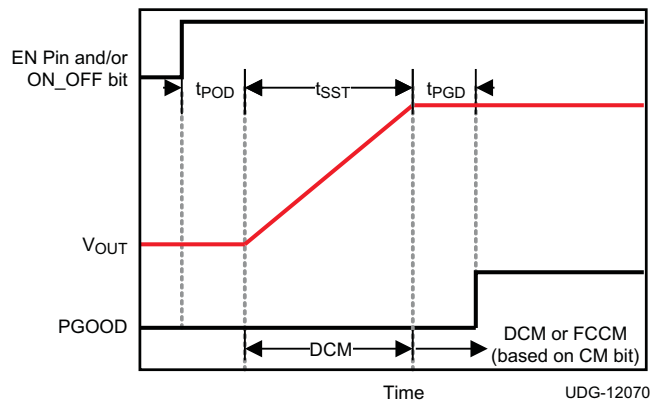 EN Pin and/or
ON_OFF bit
tPOD
tSST
tPGD
VOUT
PGOOD
DCM
DCM or FCCM
(based on CM bit)
Time
UDG-12070